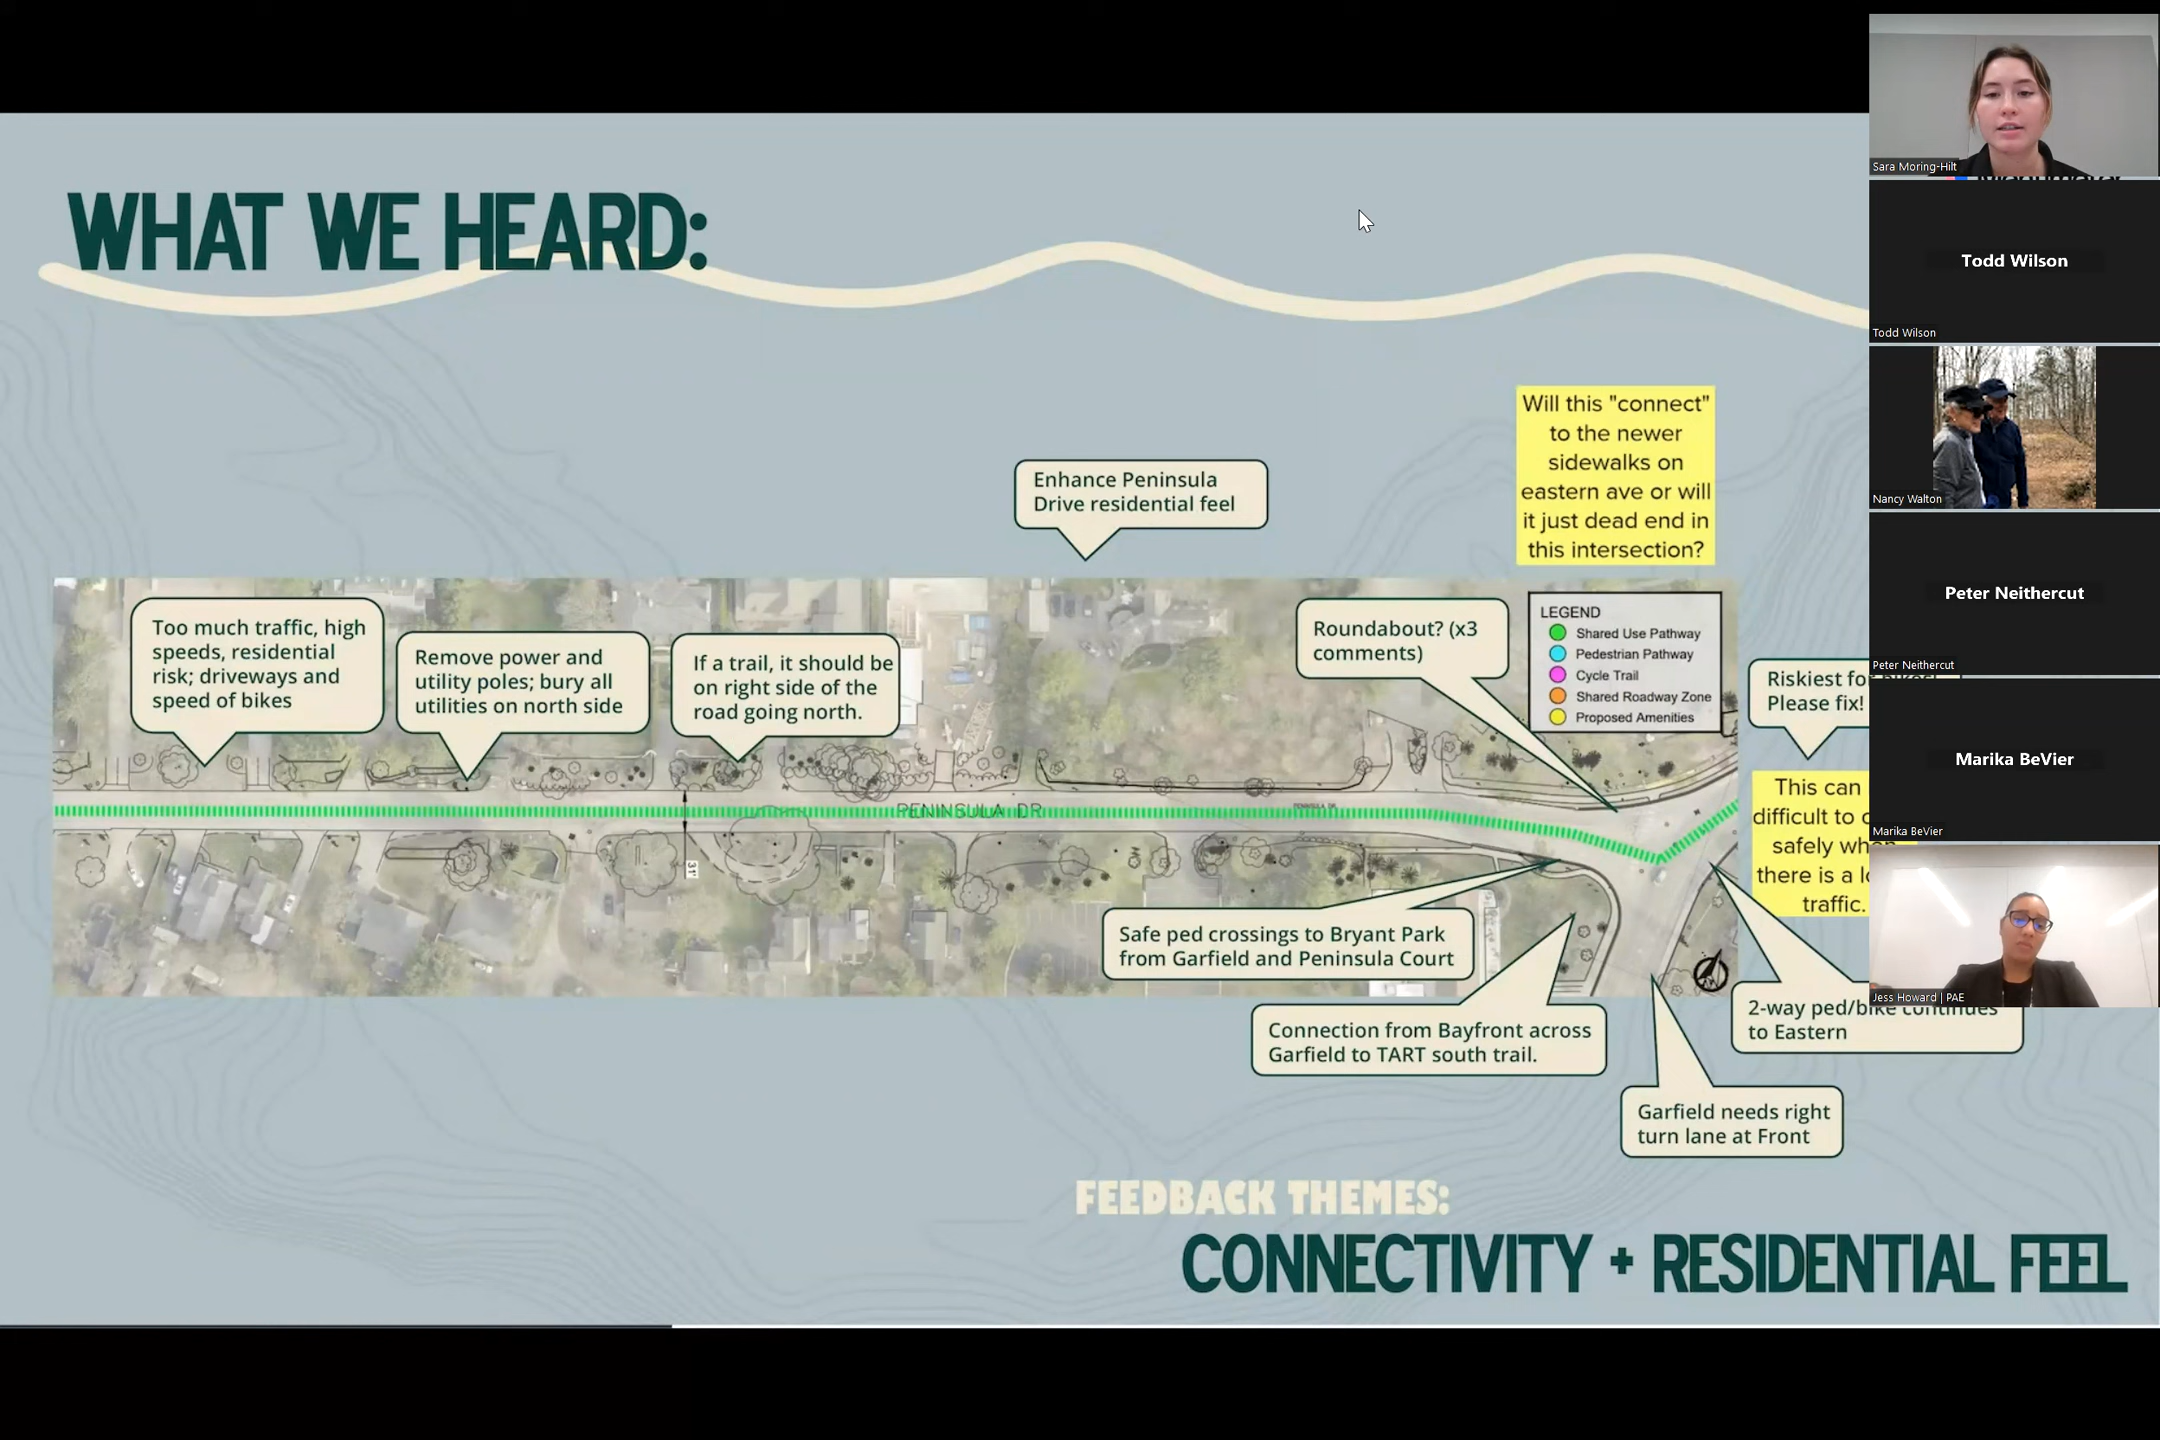 WHAT WE HEARD:
Will this "connect"
to the newer
sidewalks on
eastern ave or will
it just dead end in
this intersection?
Enhance Peninsula
Drive residential feel
Too much traffic, high
speeds, residential
risk; driveways and
speed of bikes
Remove power and
utility poles; bury all
utilities on north side
If a trail, it should be
on right side of the
road going north.
Roundabout? (x3
comments)
LEGEND
Shared Use Pathway
Pedestrian Pathway
Cycle Trail
Shared Roadway Zone
Proposed Amenities
Riskiest
Please fix!
This can
difficult to
safely
there is a
traffic.
PENINSULA DR
PENINSULA DR
31'
Safe ped crossings to Bryant Park
from Garfield and Peninsula Court
Connection from Bayfront across
Garfield to TART south trail.
2-way ped/bike continues
to Eastern
Garfield needs right
turn lane at Front
FEEDBACK THEMES:
CONNECTIVITY + RESIDENTIAL FEEL
Sara Moring-Hilt
Todd Wilson
Todd Wilson
Nancy Walton
Peter Neithercut
Peter Neithercut
Marika BeVier
Marika BeVier
Jess Howard | PAE